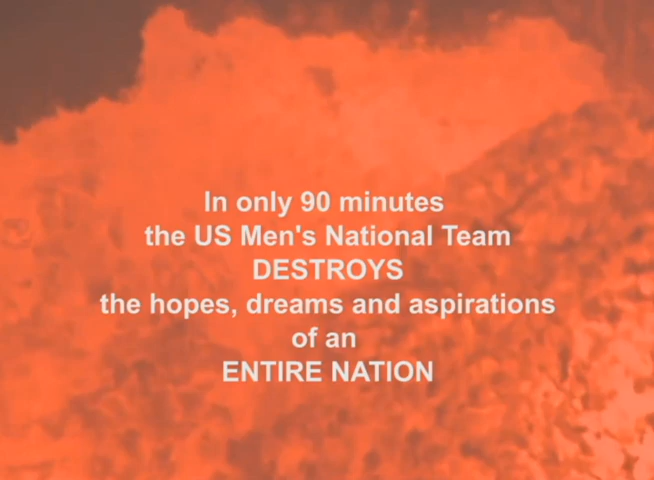 In only 90 minutes
the US Men's National Team
DESTROYS
the hopes, dreams and aspirations
of an
ENTIRE NATION